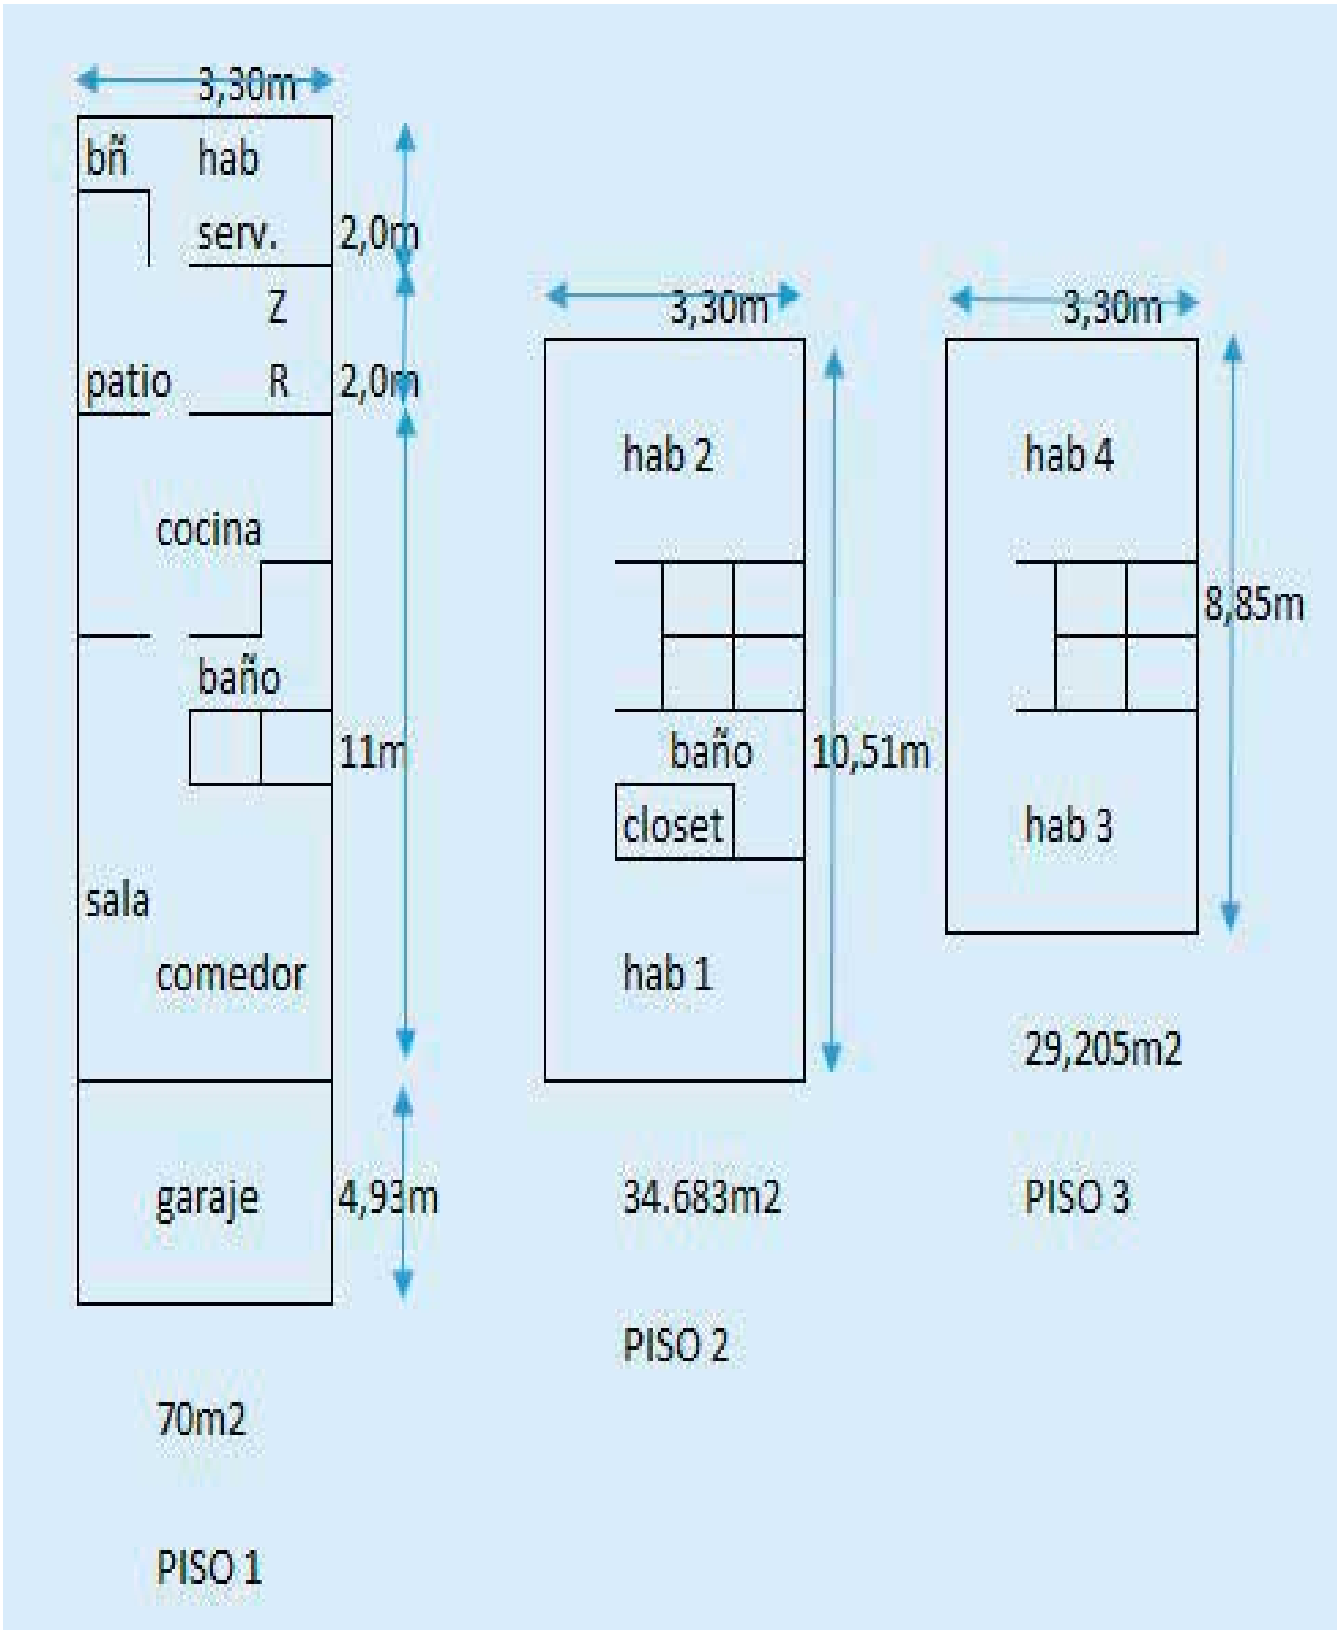 3,30m
bñ hab
serv. 2,0m
Z
patio R 2,0m
cocina
baño
11m
sala
comedor
garaje 4,93m
70m2
PISO 1
3,30m
hab 2
baño 10,51m
closet
hab 1
34.683m2
PISO 2
3,30m
hab 4
8,85m
hab 3
29,205m2
PISO 3